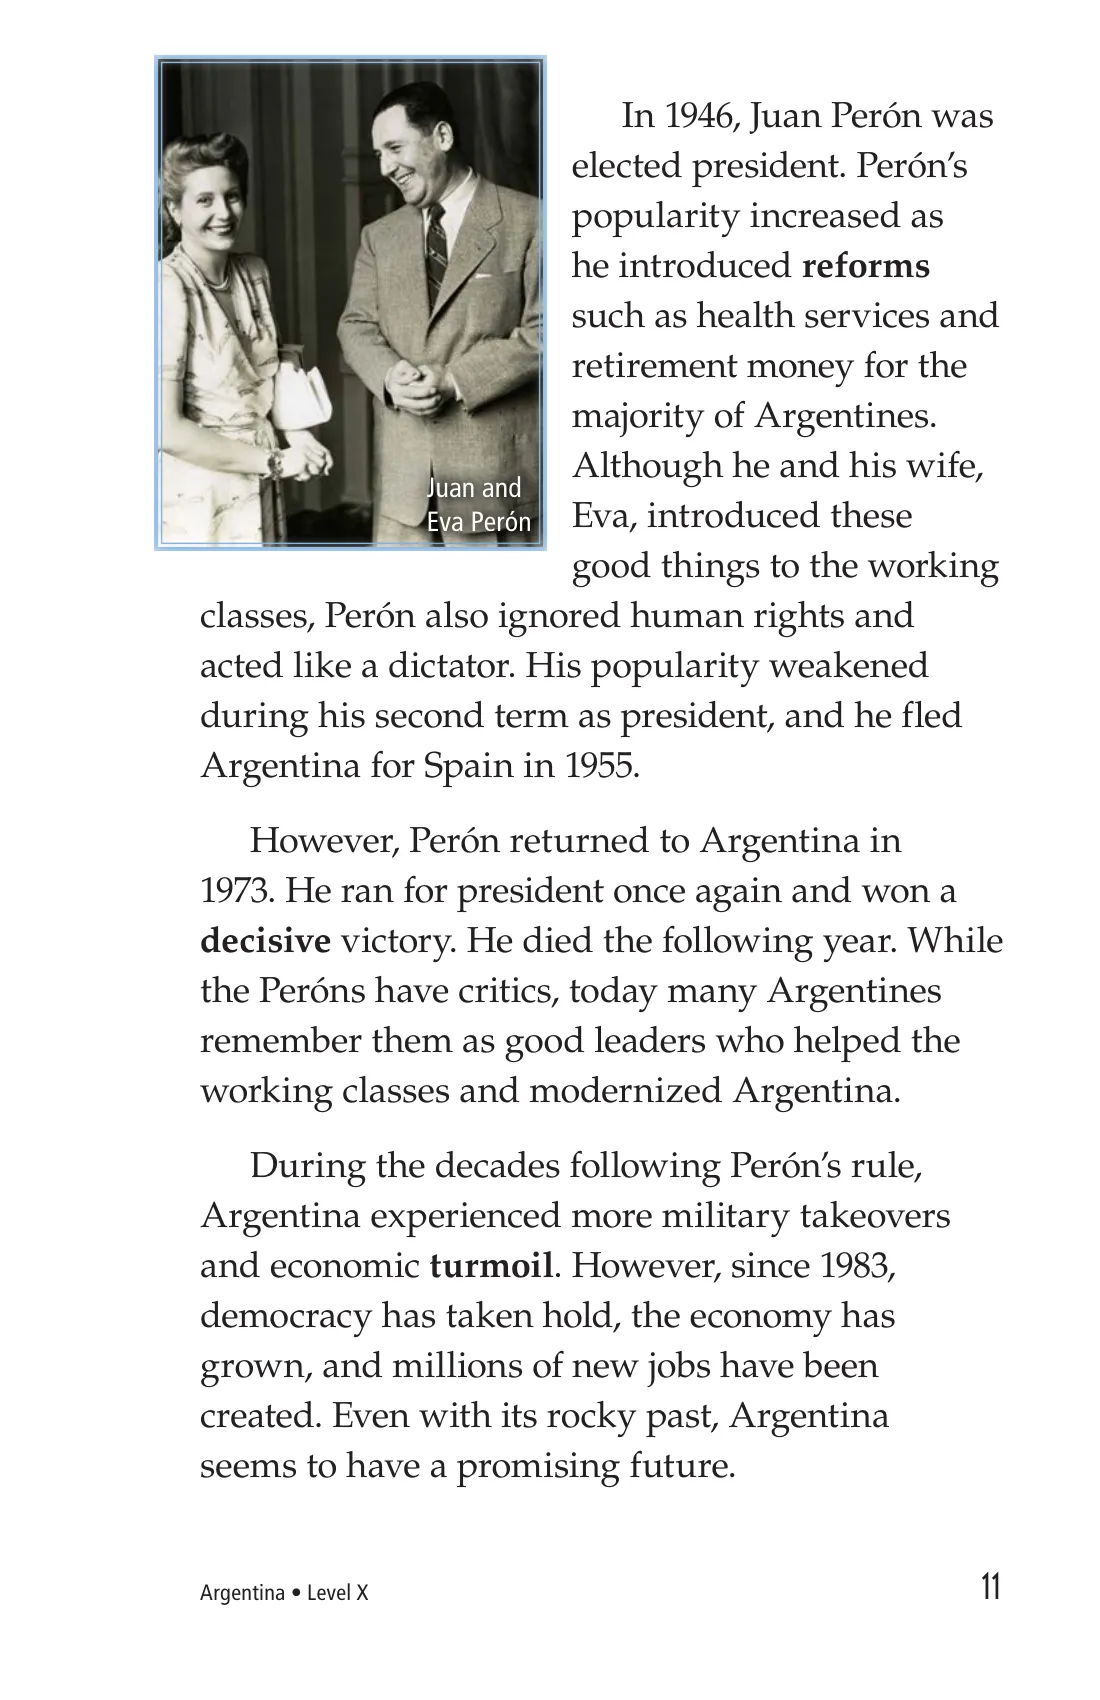 Juan and
Eva Perón
In 1946, Juan Perón was
elected president. Perón’s
popularity increased as
he introduced reforms
such as health services and
retirement money for the
majority of Argentines.
Although he and his wife,
Eva, introduced these
good things to the working
classes, Perón also ignored human rights and
acted like a dictator. His popularity weakened
during his second term as president, and he fled
Argentina for Spain in 1955.
However, Perón returned to Argentina in
1973. He ran for president once again and won a
decisive victory. He died the following year. While
the Peróns have critics, today many Argentines
remember them as good leaders who helped the
working classes and modernized Argentina.
During the decades following Perón’s rule,
Argentina experienced more military takeovers
and economic turmoil. However, since 1983,
democracy has taken hold, the economy has
grown, and millions of new jobs have been
created. Even with its rocky past, Argentina
seems to have a promising future.
Argentina • Level X
11